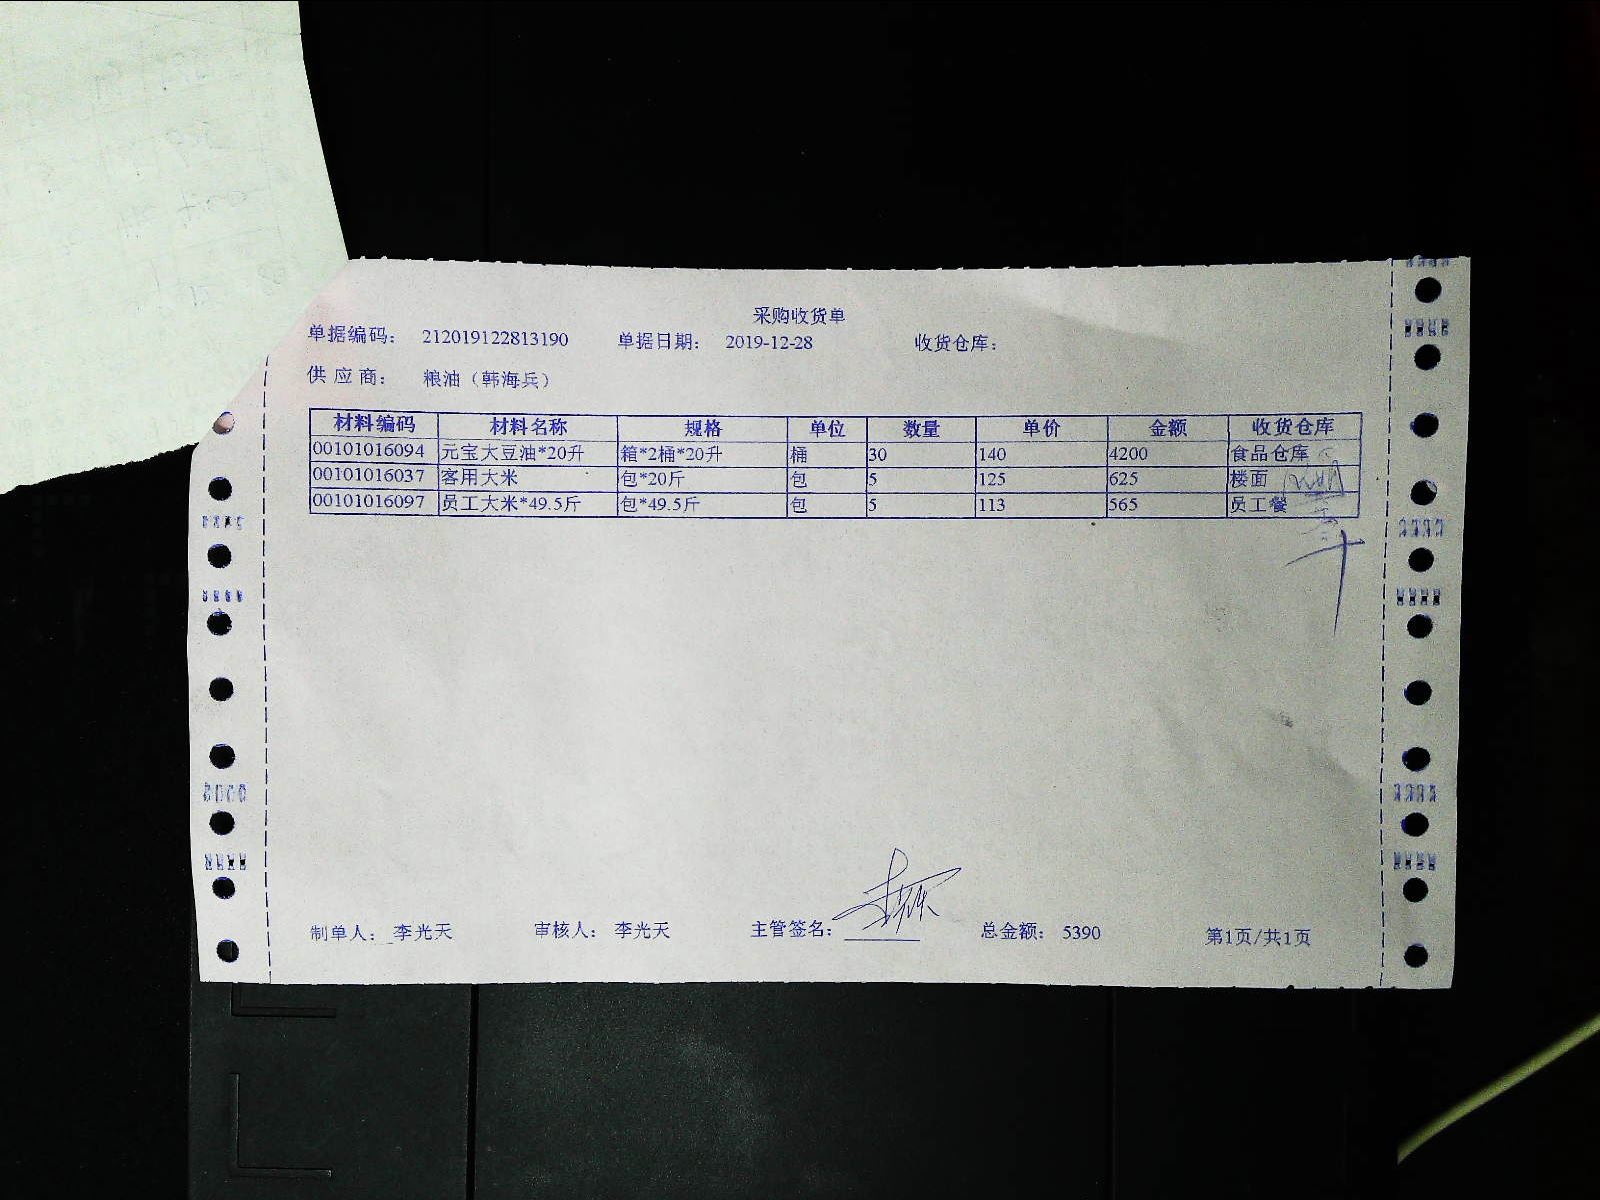 采购收货单
单据编码： 212019122813190 单据日期： 2019-12-28 收货仓库：
供应商： 粮油（韩海兵）
材料编码 材料名称 规格 单位 数量 单价 金额 收货仓库
00101016094 元宝大豆油*20升 箱*2桶*20升 桶 30 140 4200 食品仓库
00101016037 客用大米 包*20斤 包 5 125 625 楼面
00101016097 员工大米*49.5斤 包*49.5斤 包 5 113 565 员工餐
制单人： 李光天 审核人： 李光天 主管签名： 总金额： 5390 第1页/共1页